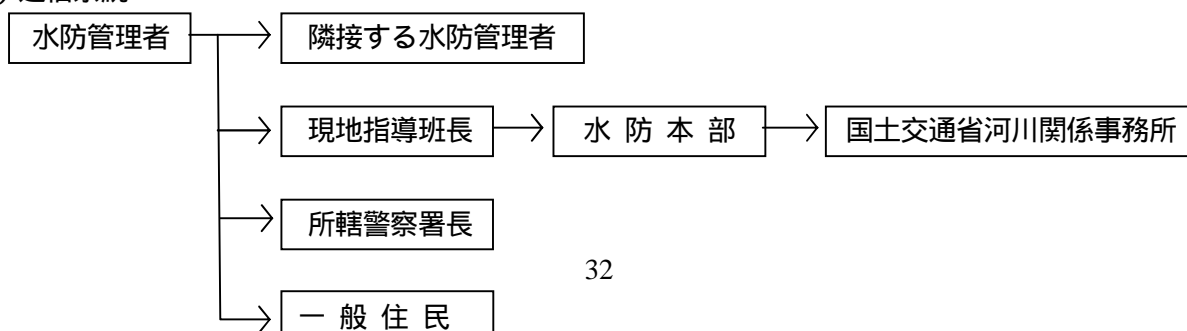 水防管理者 隣接する水防管理者
現地指導班長 水 防 本 部 国土交通省河川関係事務所
所轄警察署長
32
一 般 住 民